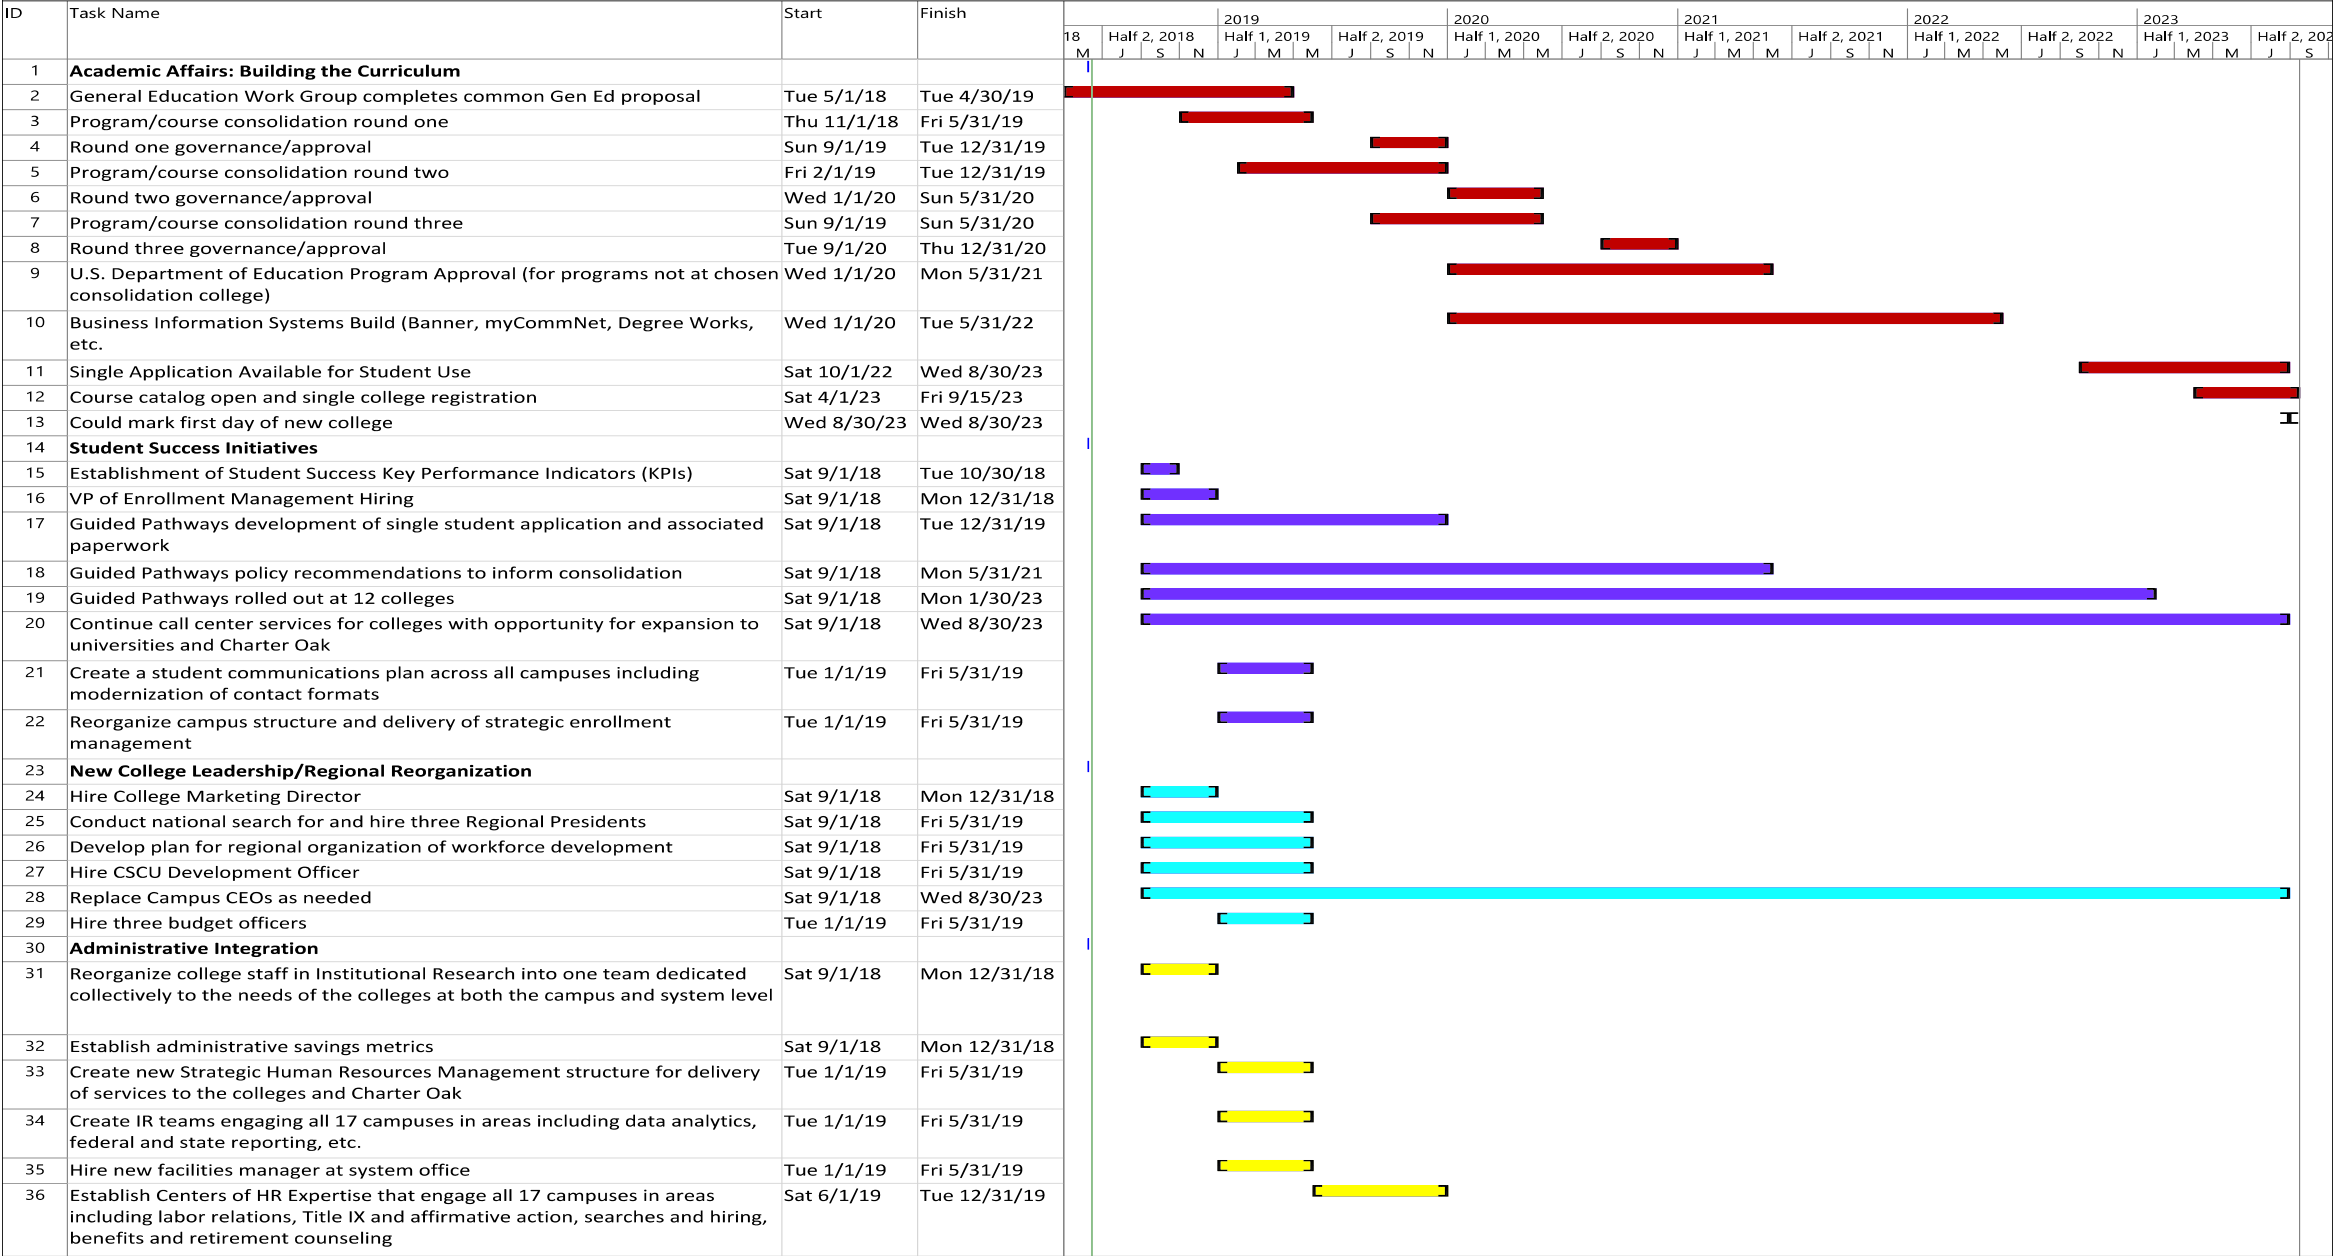 ID Task Name Start Finish
2019 2020 2021 2022 2023
18 Half 2, 2018 Half 1, 2019 Half 2, 2019 Half 1, 2020 Half 2, 2020 Half 1, 2021 Half 2, 2021 Half 1, 2022 Half 2, 2022 Half 1, 2023 Half 2, 202
M J S N J M M J S N J M M J S N J M M J S N J M M J S N J M M J S
1 Academic Affairs: Building the Curriculum
2 General Education Work Group completes common Gen Ed proposal Tue 5/1/18 Tue 4/30/19
3 Program/course consolidation round one Thu 11/1/18 Fri 5/31/19
4 Round one governance/approval Sun 9/1/19 Tue 12/31/19
5 Program/course consolidation round two Fri 2/1/19 Tue 12/31/19
6 Round two governance/approval Wed 1/1/20 Sun 5/31/20
7 Program/course consolidation round three Sun 9/1/19 Sun 5/31/20
8 Round three governance/approval Tue 9/1/20 Thu 12/31/20
9 U.S. Department of Education Program Approval (for programs not at chosen Wed 1/1/20 Mon 5/31/21
consolidation college)
10 Business Information Systems Build (Banner, myCommNet, Degree Works, Wed 1/1/20 Tue 5/31/22
etc.
11 Single Application Available for Student Use Sat 10/1/22 Wed 8/30/23
12 Course catalog open and single college registration Sat 4/1/23 Fri 9/15/23
13 Could mark first day of new college Wed 8/30/23 Wed 8/30/23
14 Student Success Initiatives
15 Establishment of Student Success Key Performance Indicators (KPIs) Sat 9/1/18 Tue 10/30/18
16 VP of Enrollment Management Hiring Sat 9/1/18 Mon 12/31/18
17 Guided Pathways development of single student application and associated Sat 9/1/18 Tue 12/31/19
paperwork
18 Guided Pathways policy recommendations to inform consolidation Sat 9/1/18 Mon 5/31/21
19 Guided Pathways rolled out at 12 colleges Sat 9/1/18 Mon 1/30/23
20 Continue call center services for colleges with opportunity for expansion to Sat 9/1/18 Wed 8/30/23
universities and Charter Oak
21 Create a student communications plan across all campuses including Tue 1/1/19 Fri 5/31/19
modernization of contact formats
22 Reorganize campus structure and delivery of strategic enrollment Tue 1/1/19 Fri 5/31/19
management
23 New College Leadership/Regional Reorganization
24 Hire College Marketing Director Sat 9/1/18 Mon 12/31/18
25 Conduct national search for and hire three Regional Presidents Sat 9/1/18 Fri 5/31/19
26 Develop plan for regional organization of workforce development Sat 9/1/18 Fri 5/31/19
27 Hire CSCU Development Officer Sat 9/1/18 Fri 5/31/19
28 Replace Campus CEOs as needed Sat 9/1/18 Wed 8/30/23
29 Hire three budget officers Tue 1/1/19 Fri 5/31/19
30 Administrative Integration
31 Reorganize college staff in Institutional Research into one team dedicated Sat 9/1/18 Mon 12/31/18
collectively to the needs of the colleges at both the campus and system level
32 Establish administrative savings metrics Sat 9/1/18 Mon 12/31/18
33 Create new Strategic Human Resources Management structure for delivery Tue 1/1/19 Fri 5/31/19
of services to the colleges and Charter Oak
34 Create IR teams engaging all 17 campuses in areas including data analytics, Tue 1/1/19 Fri 5/31/19
federal and state reporting, etc.
35 Hire new facilities manager at system office Tue 1/1/19 Fri 5/31/19
36 Establish Centers of HR Expertise that engage all 17 campuses in areas Sat 6/1/19 Tue 12/31/19
including labor relations, Title IX and affirmative action, searches and hiring,
benefits and retirement counseling